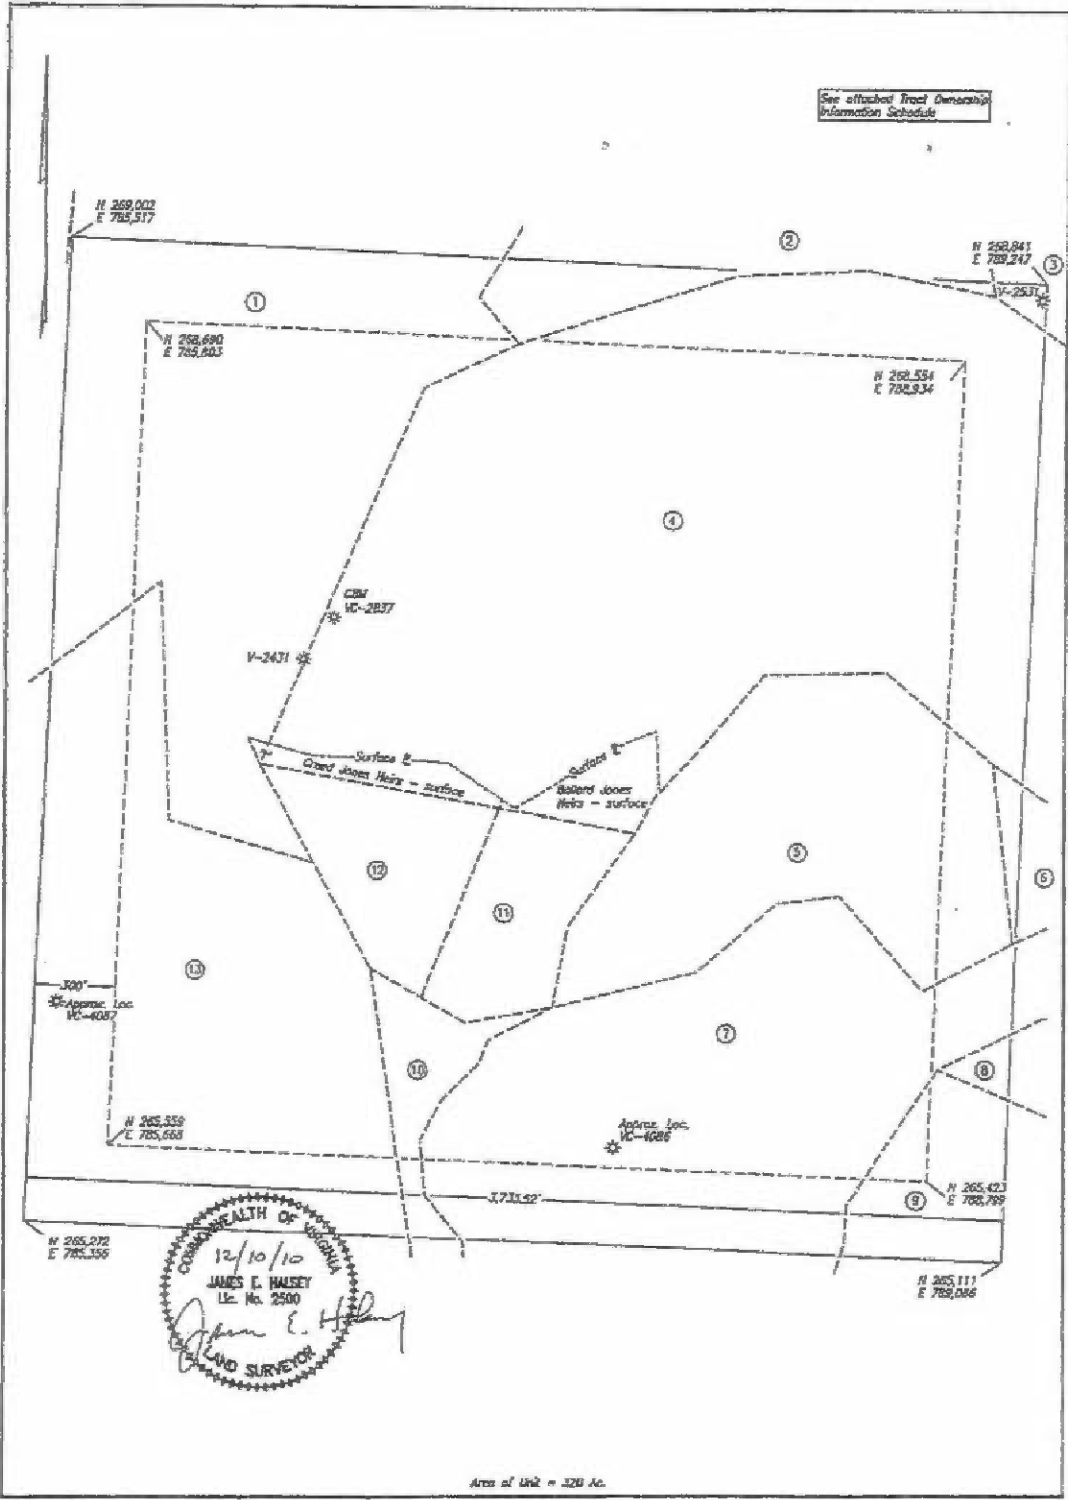 See attached Tract Ownership
Information Schedule
N 269,002
E 785,517
2
N 268,841
E 789,247
3
V-2531
1
N 268,690
E 785,803
N 268,554
E 788,934
4
CBM
VC-2837
V-2431
Surface ℄
Creed Jones Heirs - surface
Surface ℄
Ballard Jones
Heirs - surface
5
12
6
11
13
300'
Approx. Loc.
VC-4087
7
10
8
Approx. Loc.
VC-4086
N 265,559
E 785,668
3,733.52'
9
N 265,423
E 788,799
N 265,272
E 785,356
COMMONWEALTH OF VIRGINIA
12/10/10
JAMES E. HALSEY
Lic. No. 2500
James E. Halsey
LAND SURVEYOR
N 265,111
E 789,086
Area of Unit = 320 Ac.